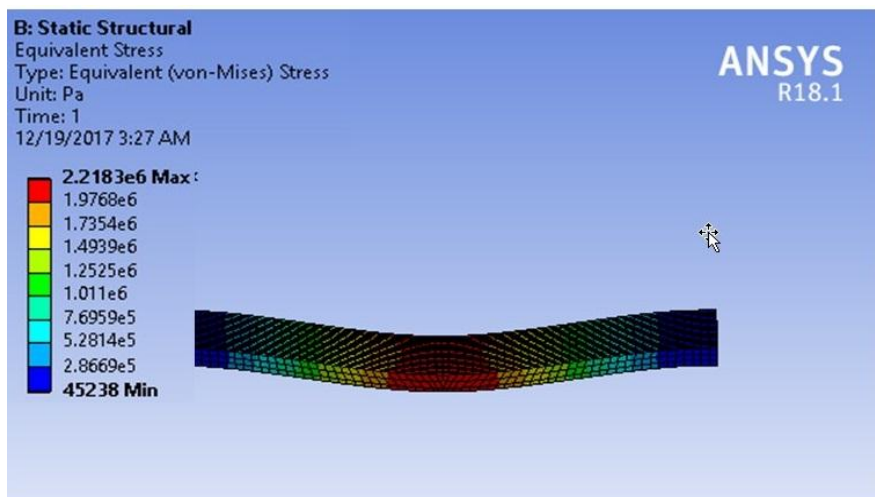 B: Static Structural
Equivalent Stress
Type: Equivalent (von-Mises) Stress
Unit: Pa
Time: 1
12/19/2017 3:27 AM
ANSYS
R18.1
2.2183e6 Max
1.9768e6
1.7354e6
1.4939e6
1.2525e6
1.011e6
7.6959e5
5.2814e5
2.8669e5
45238 Min